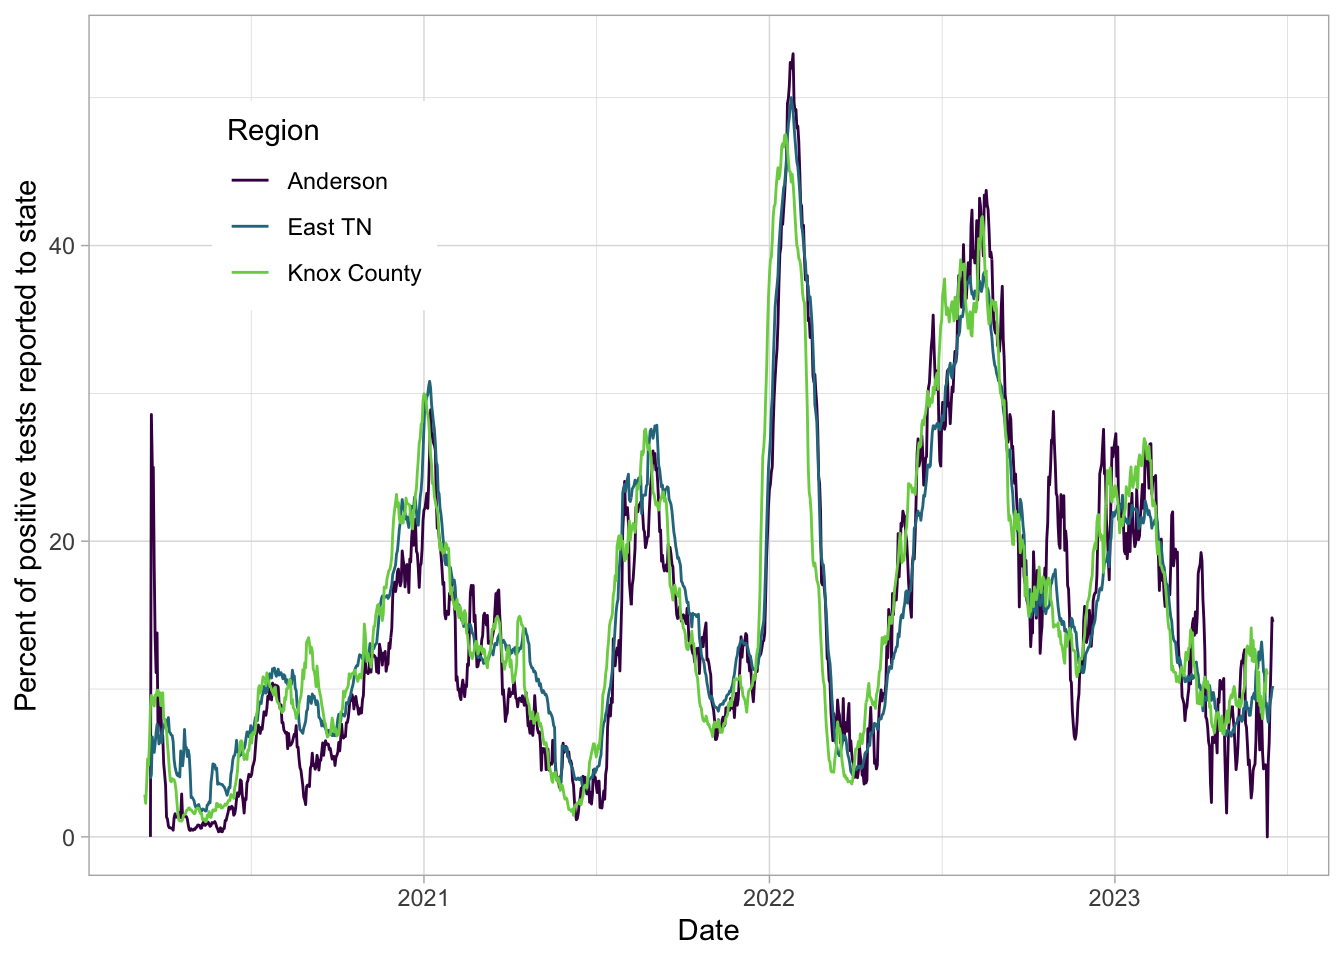 Region
Anderson
East TN
Knox County
Percent of positive tests reported to state
40
20
0
2021
2022
2023
Date